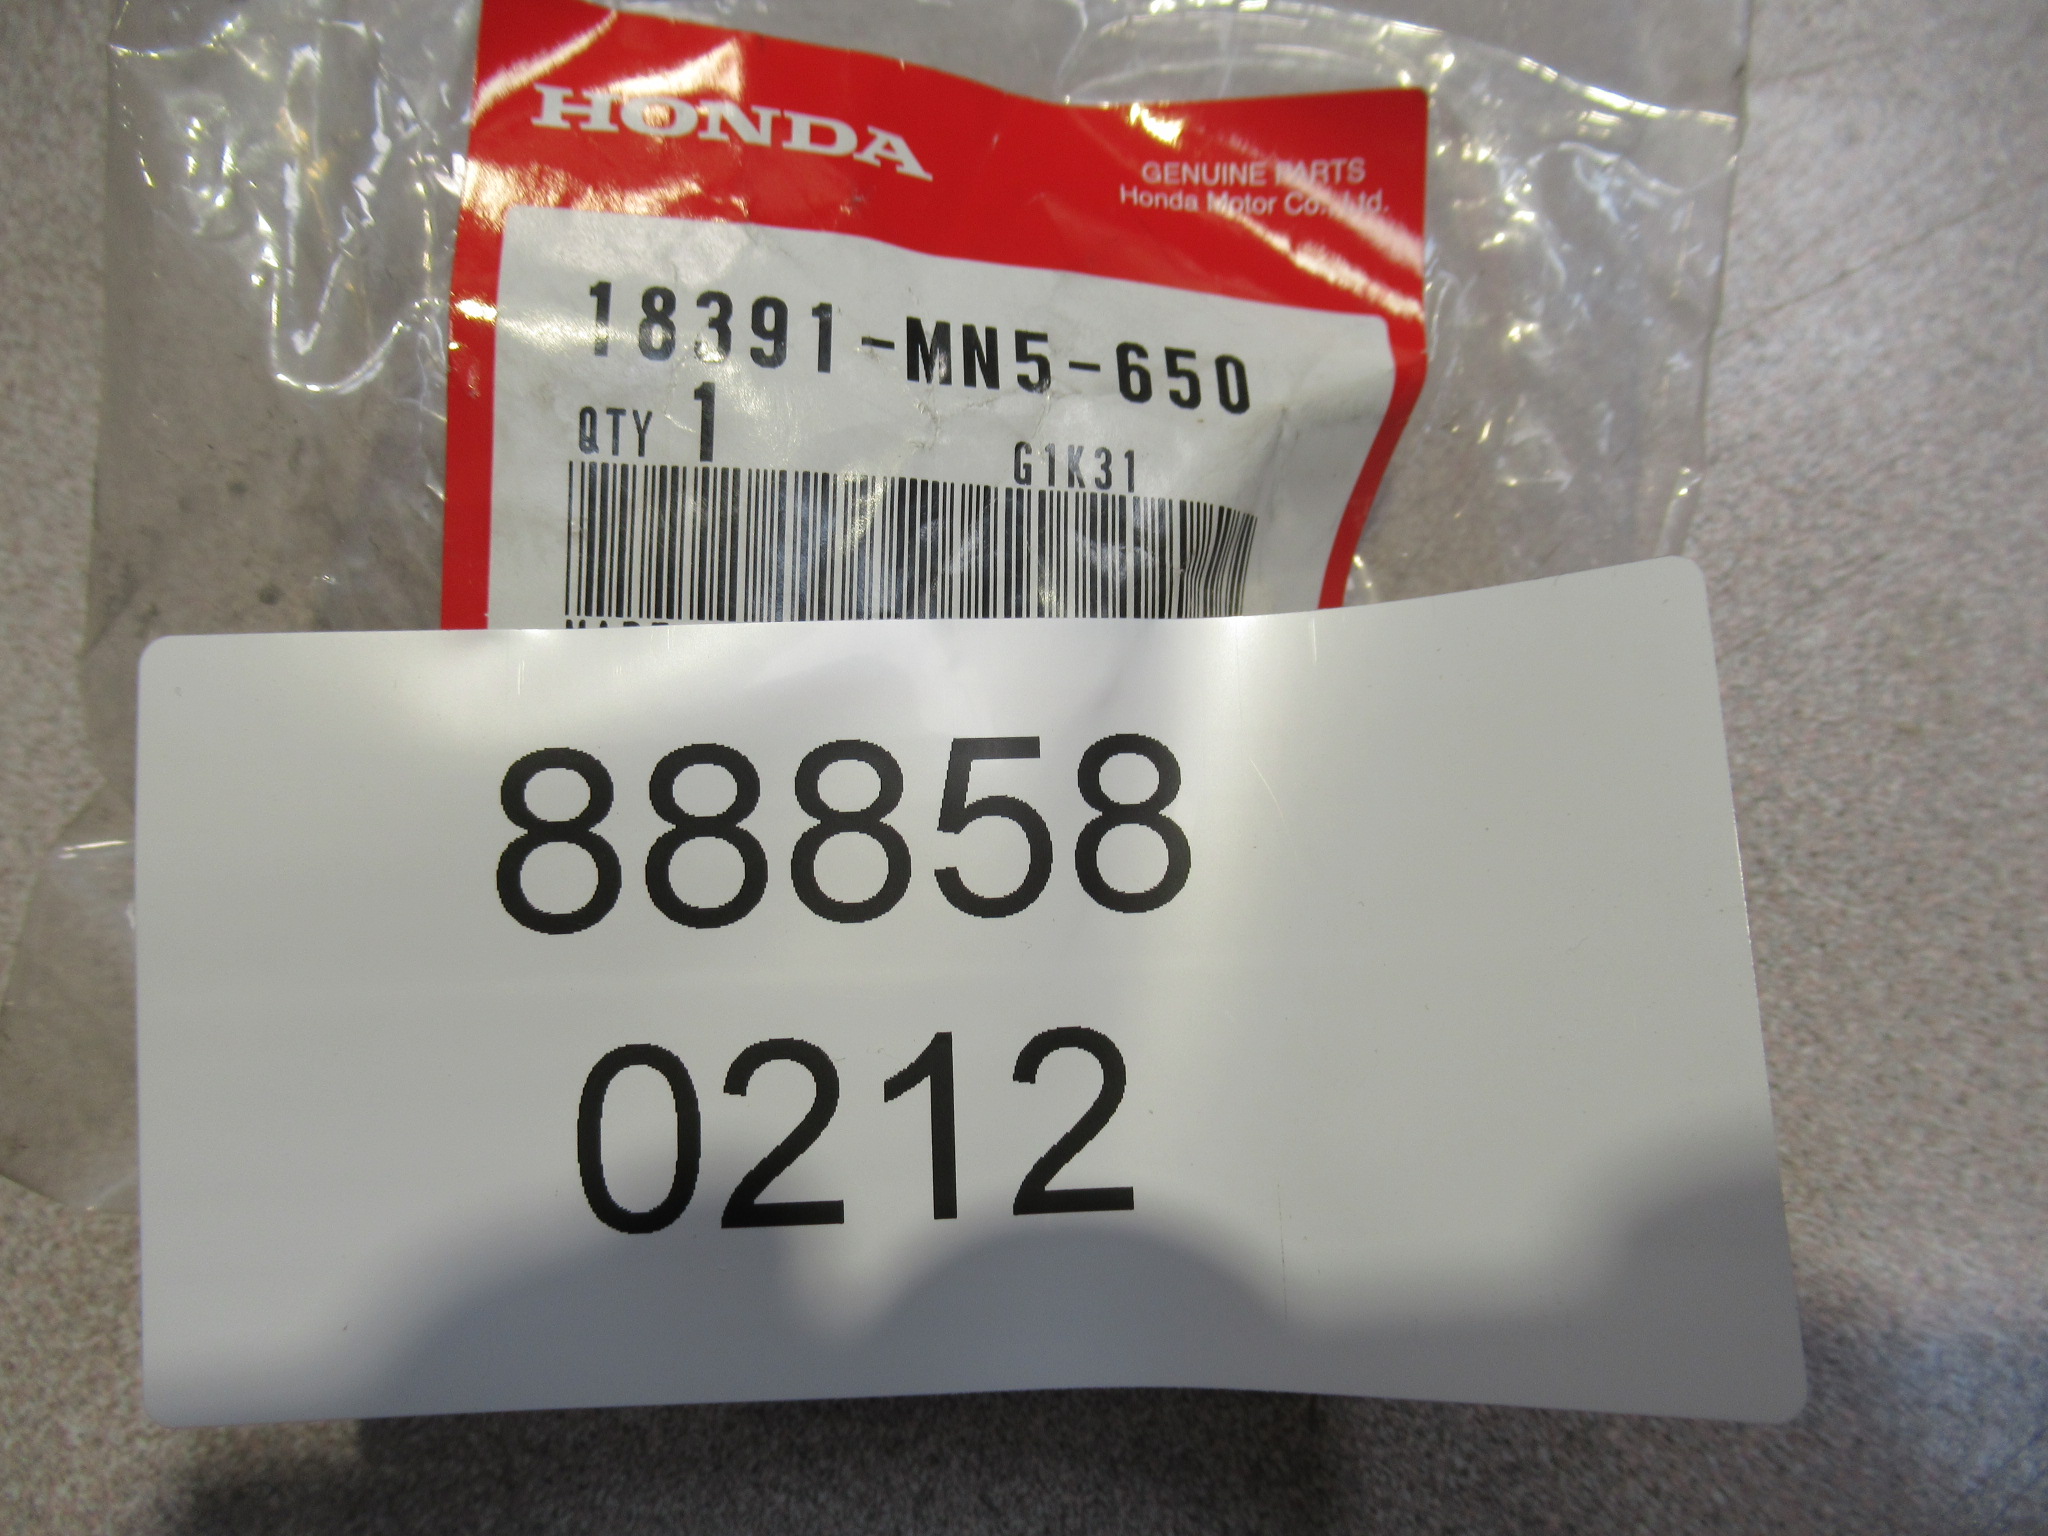 HONDA
GENUINE PARTS
Honda Motor Co., Ltd.
18391-MN5-650
QTY 1
G1K31
88858
0212